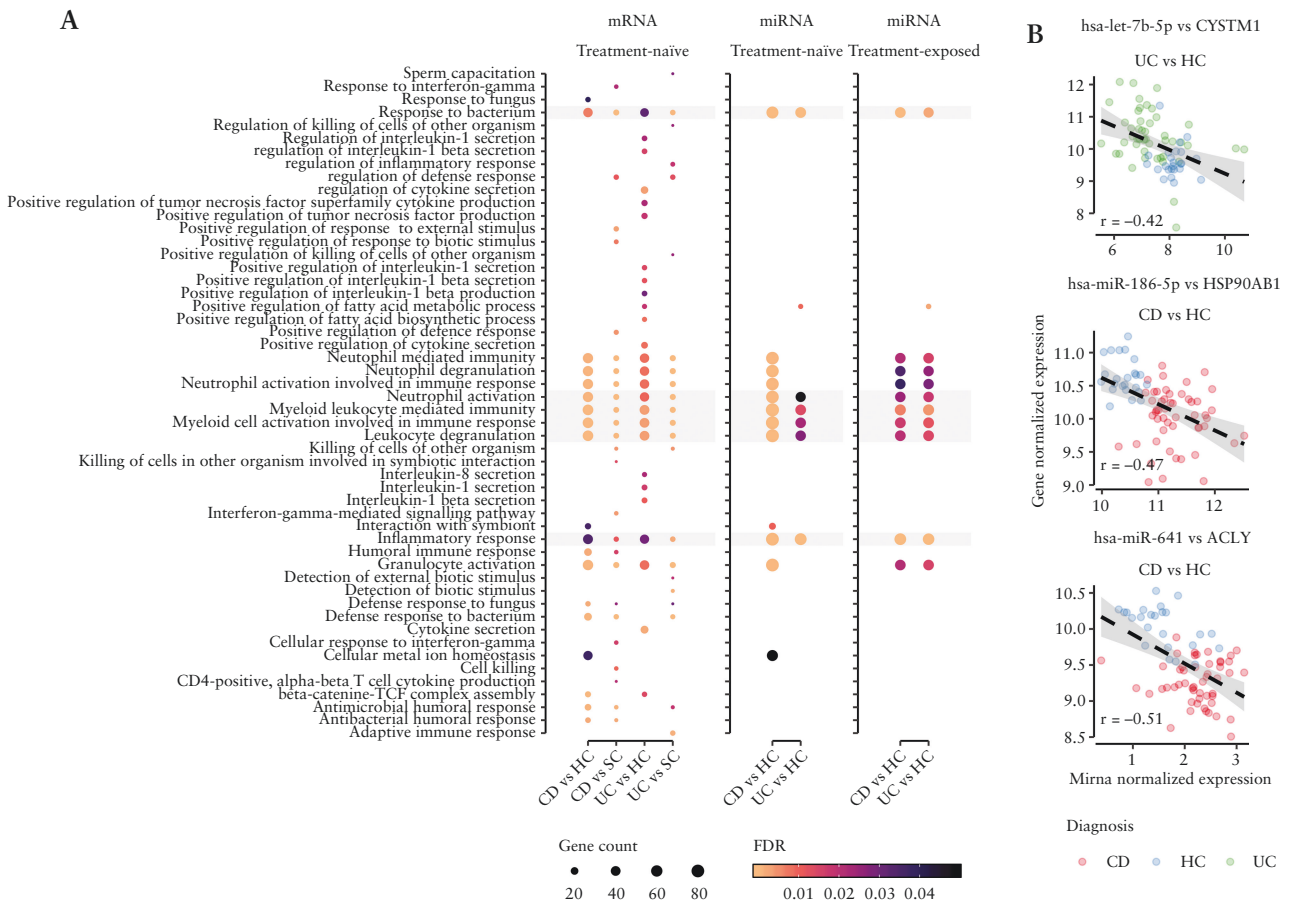 A
mRNA
miRNA
miRNA
Treatment-naïve
Treatment-naïve
Treatment-exposed
Sperm capacitation
Response to interferon-gamma
Response to fungus
Response to bacterium
Regulation of killing of cells of other organism
Regulation of interleukin-1 secretion
regulation of interleukin-1 beta secretion
regulation of inflammatory response
regulation of defense response
regulation of cytokine secretion
Positive regulation of tumor necrosis factor superfamily cytokine production
Positive regulation of tumor necrosis factor production
Positive regulation of response to external stimulus
Positive regulation of response to biotic stimulus
Positive regulation of killing of cells of other organism
Positive regulation of interleukin-1 secretion
Positive regulation of interleukin-1 beta secretion
Positive regulation of interleukin-1 beta production
Positive regulation of fatty acid metabolic process
Positive regulation of fatty acid biosynthetic process
Positive regulation of defence response
Positive regulation of cytokine secretion
Neutophil mediated immunity
Neutophil degranulation
Neutrophil activation involved in immune response
Neutrophil activation
Myeloid leukocyte mediated immunity
Myeloid cell activation involved in immune response
Leukocyte degranulation
Killing of cells of other organism
Killing of cells in other organism involved in symbiotic interaction
Interleukin-8 secretion
Interleukin-1 secretion
Interleukin-1 beta secretion
Interferon-gamma-mediated signalling pathway
Interaction with symbiont
Inflammatory response
Humoral immune response
Granulocyte activation
Detection of external biotic stimulus
Detection of biotic stimulus
Defense response to fungus
Defense response to bacterium
Cytokine secretion
Cellular response to interferon-gamma
Cellular metal ion homeostasis
Cell killing
CD4-positive, alpha-beta T cell cytokine production
beta-catenine-TCF complex assembly
Antimicrobial humoral response
Antibacterial humoral response
Adaptive immune response
CD vs HC
CD vs SC
UC vs HC
UC vs SC
CD vs HC
UC vs HC
CD vs HC
UC vs HC
Gene count
20 40 60 80
FDR
0.01 0.02 0.03 0.04
B
hsa-let-7b-5p vs CYSTM1
UC vs HC
12
11
10
9
8
r = −0.42
6 8 10
hsa-miR-186-5p vs HSP90AB1
CD vs HC
Gene normalized expression
11.0
10.5
10.0
9.5
9.0
r = −0.47
10 11 12
hsa-miR-641 vs ACLY
CD vs HC
10.5
10.0
9.5
9.0
8.5
r = −0.51
1 2 3
Mirna normalized expression
Diagnosis
CD HC UC